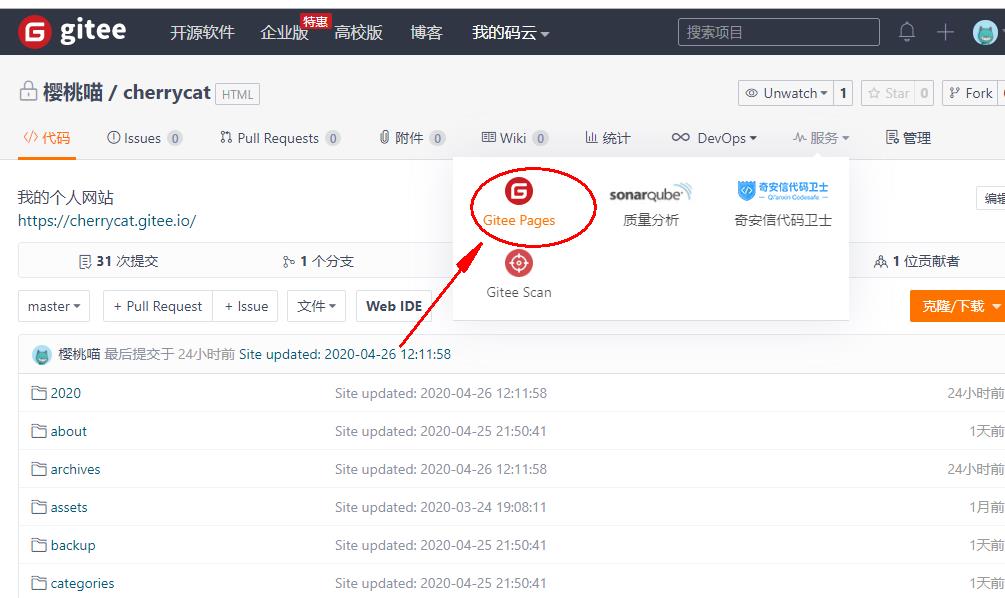 gitee 开源软件 企业版 特惠 高校版 博客 我的码云 搜索项目
樱桃喵 / cherrycat HTML Unwatch 1 Star 0 Fork
代码 Issues 0 Pull Requests 0 附件 0 Wiki 0 统计 DevOps 服务 管理
我的个人网站
https://cherrycat.gitee.io/
Gitee Pages
sonarqube
质量分析
奇安信代码卫士
Qi'anxin Codesafe
奇安信代码卫士
Gitee Scan
编辑
31 次提交 1 个分支 1 位贡献者
master + Pull Request + Issue 文件 Web IDE 克隆/下载
樱桃喵 最后提交于 24小时前 Site updated: 2020-04-26 12:11:58
2020 Site updated: 2020-04-26 12:11:58 24小时前
about Site updated: 2020-04-25 21:50:41 1天前
archives Site updated: 2020-04-26 12:11:58 24小时前
assets Site updated: 2020-03-24 19:08:11 1月前
backup Site updated: 2020-04-25 21:50:41 1天前
categories Site updated: 2020-04-25 21:50:41 1天前